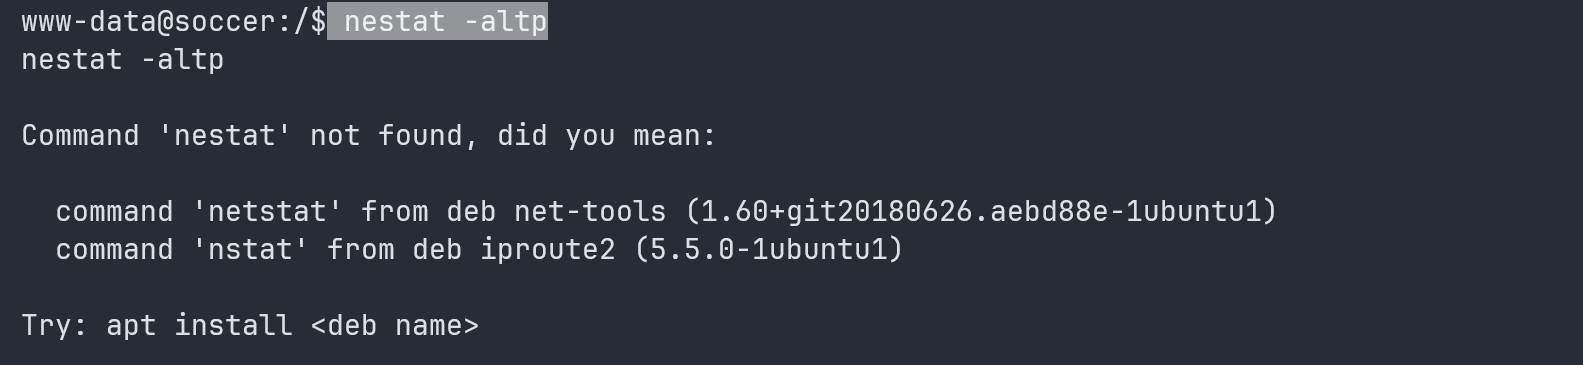 www-data@soccer:/$ nestat -altp
nestat -altp
Command 'nestat' not found, did you mean:
command 'netstat' from deb net-tools (1.60+git20180626.aebd88e-1ubuntu1)
command 'nstat' from deb iproute2 (5.5.0-1ubuntu1)
Try: apt install <deb name>